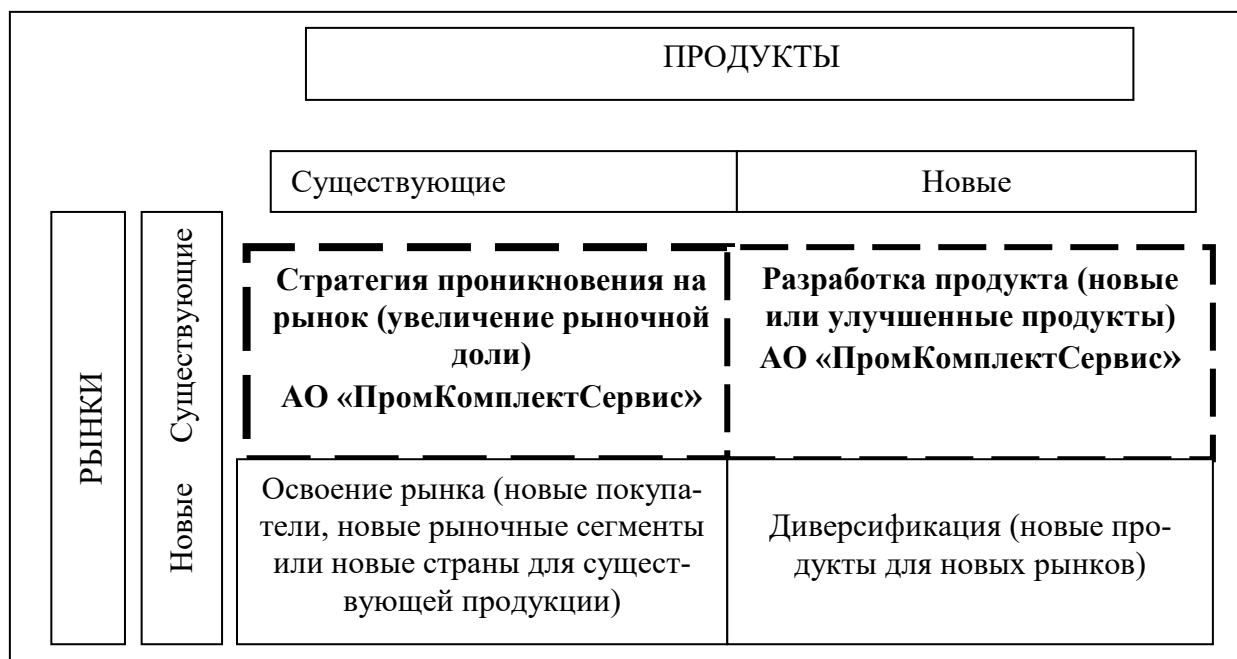 ПРОДУКТЫ
Существующие
Новые
РЫНКИ
Существующие
Новые
Стратегия проникновения на
рынок (увеличение рыночной
доли)
АО «ПромКомплектСервис»
Разработка продукта (новые
или улучшенные продукты)
АО «ПромКомплектСервис»
Освоение рынка (новые покупа-
тели, новые рыночные сегменты
или новые страны для сущест-
вующей продукции)
Диверсификация (новые про-
дукты для новых рынков)